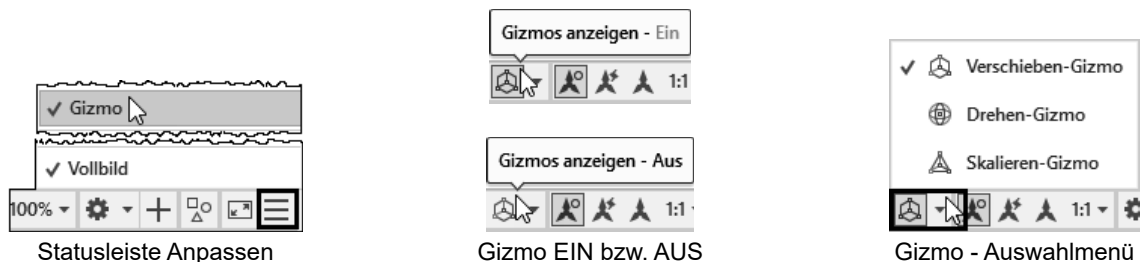 Gizmo
Vollbild
100%
Statusleiste Anpassen
Gizmos anzeigen - Ein
1:1
Gizmos anzeigen - Aus
1:1
Gizmo EIN bzw. AUS
Verschieben-Gizmo
Drehen-Gizmo
Skalieren-Gizmo
1:1
Gizmo - Auswahlmenü